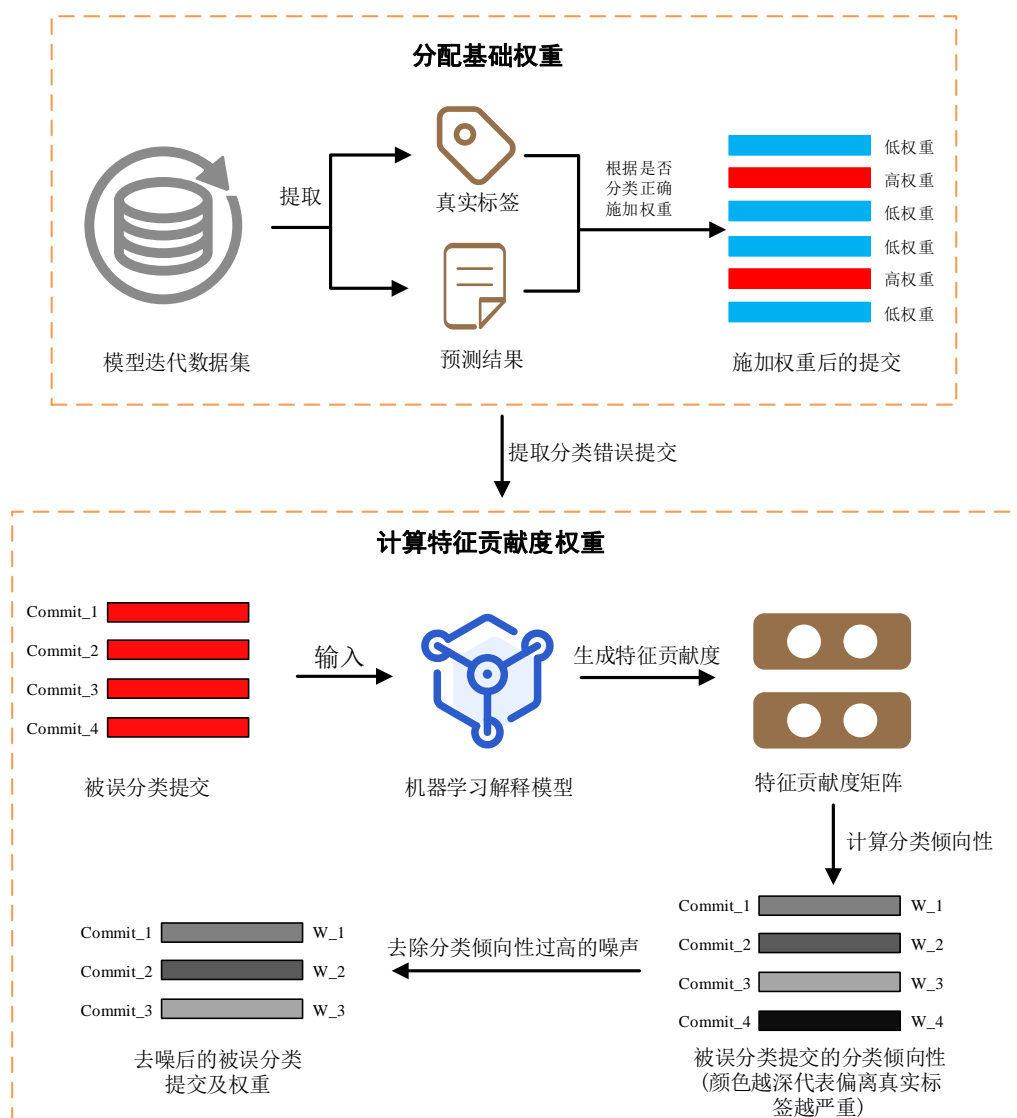 分配基础权重
提取
真实标签
预测结果
模型迭代数据集
根据是否
分类正确
施加权重
低权重
高权重
低权重
低权重
高权重
低权重
施加权重后的提交
提取分类错误提交
计算特征贡献度权重
Commit_1
Commit_2
Commit_3
Commit_4
被误分类提交
输入
机器学习解释模型
生成特征贡献度
特征贡献度矩阵
计算分类倾向性
Commit_1 W_1
Commit_2 W_2
Commit_3 W_3
Commit_4 W_4
被误分类提交的分类倾向性
(颜色越深代表偏离真实标
签越严重)
去除分类倾向性过高的噪声
Commit_1 W_1
Commit_2 W_2
Commit_3 W_3
去噪后的被误分类
提交及权重